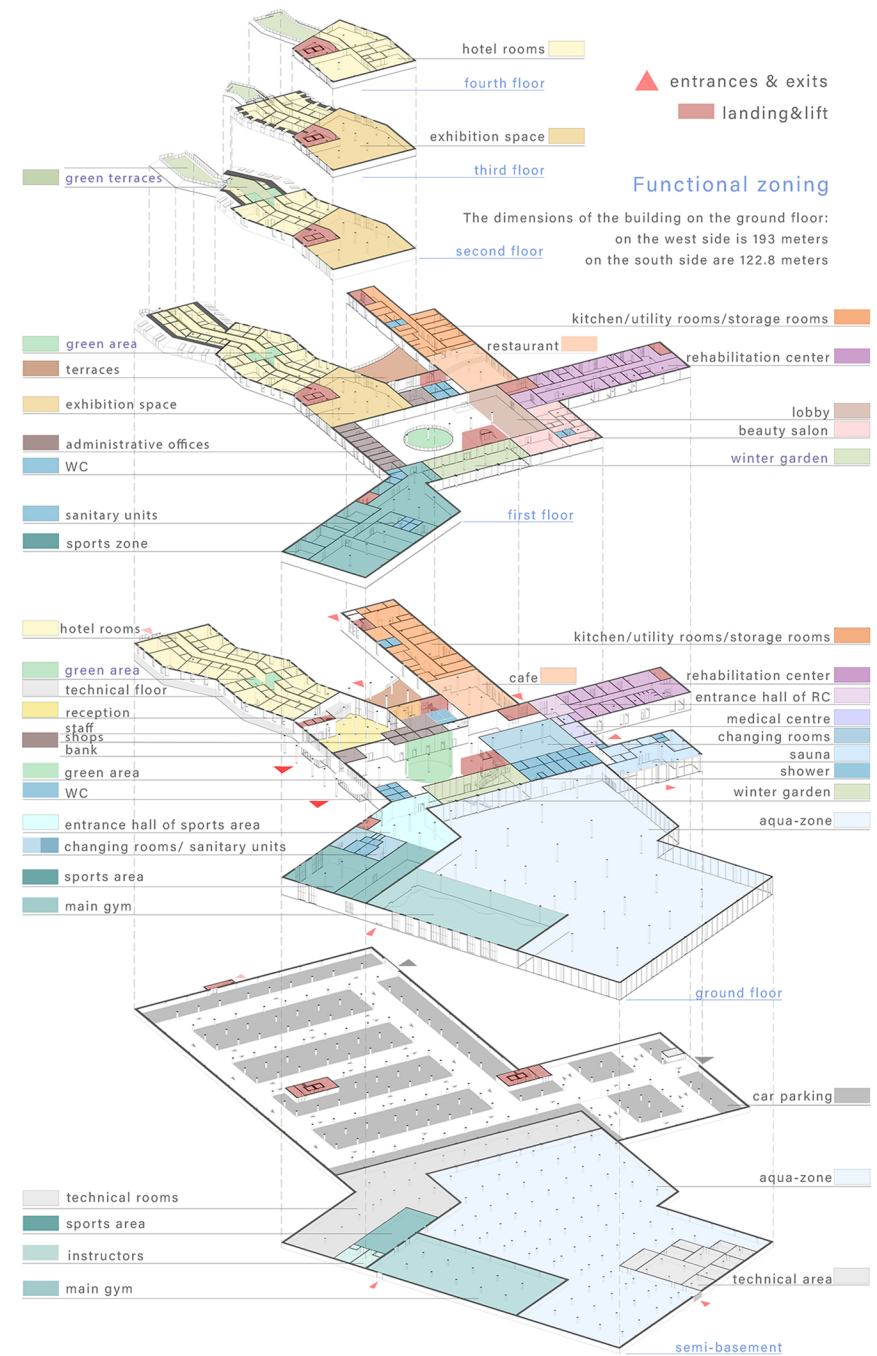 hotel rooms
fourth floor
entrances & exits
landing&lift
exhibition space
third floor
green terraces
Functional zoning
The dimensions of the building on the ground floor:
on the west side is 193 meters
on the south side are 122.8 meters
second floor
kitchen/utility rooms/storage rooms
green area
restaurant
rehabilitation center
terraces
exhibition space
lobby
beauty salon
administrative offices
WC
winter garden
sanitary units
first floor
sports zone
hotel rooms
kitchen/utility rooms/storage rooms
green area
cafe
rehabilitation center
technical floor
entrance hall of RC
reception
medical centre
staff
shops
changing rooms
bank
sauna
green area
shower
WC
winter garden
entrance hall of sports area
aqua-zone
changing rooms/ sanitary units
sports area
main gym
ground floor
car parking
aqua-zone
technical rooms
sports area
instructors
technical area
main gym
semi-basement